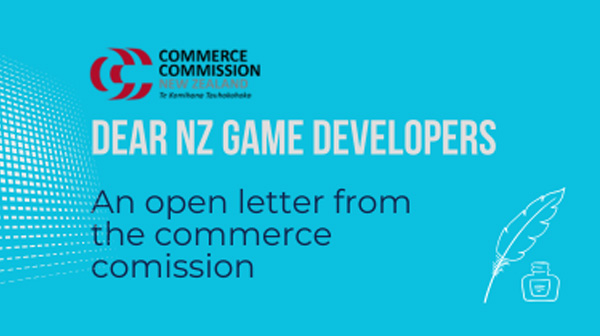 COMMERCE
COMMISSION
NEW ZEALAND
Te Komihana Tauhokohoko
DEAR NZ GAME DEVELOPERS
An open letter from
the commerce
comission